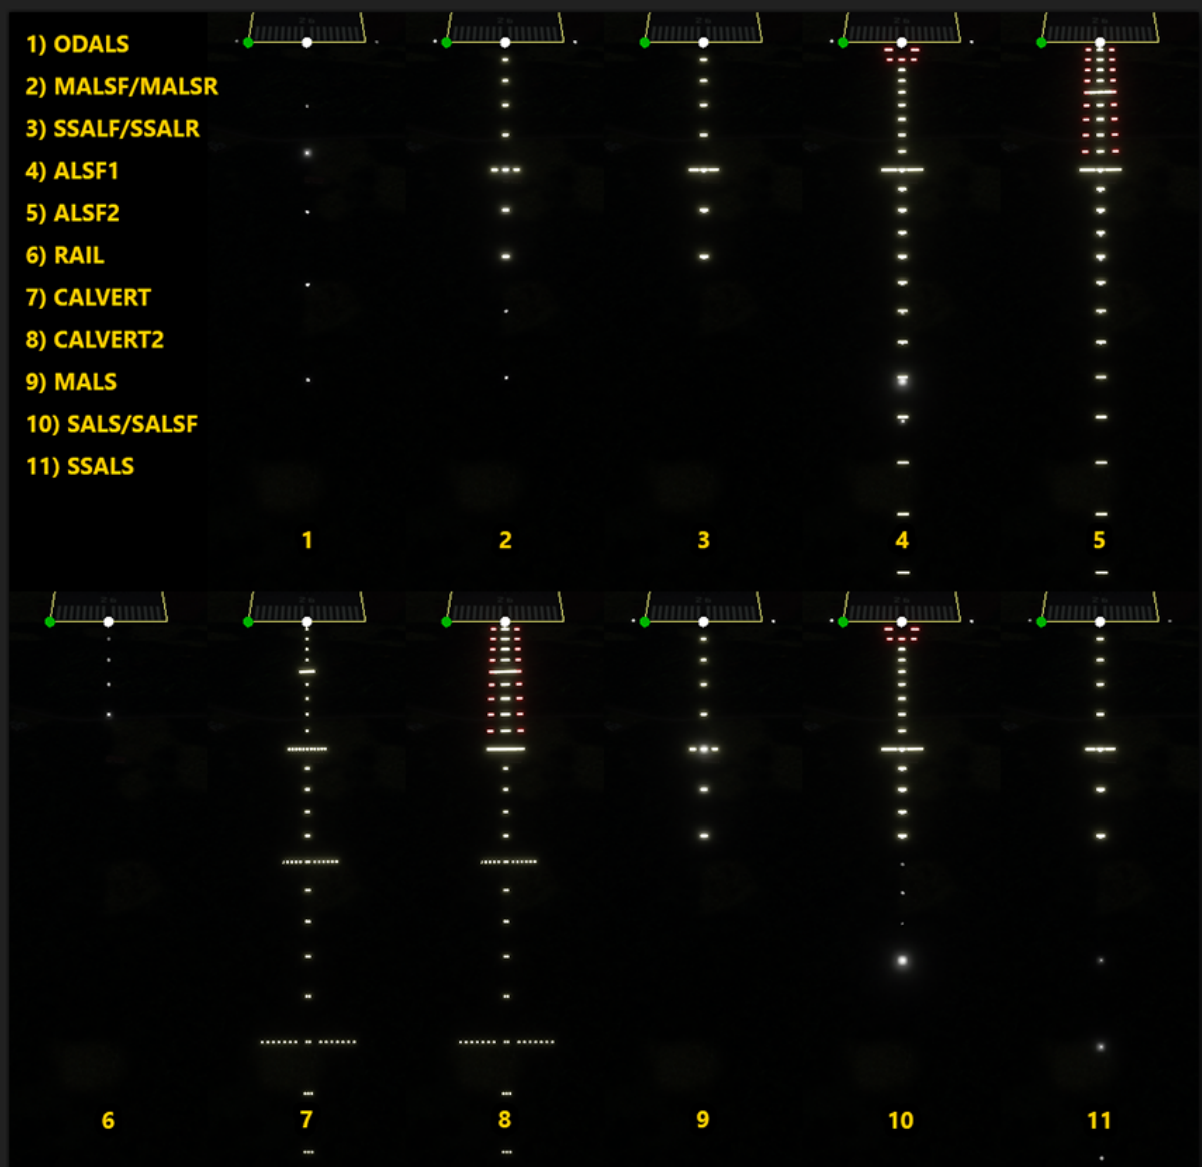 1) ODALS
2) MALSF/MALSR
3) SSALF/SSALR
4) ALSF1
5) ALSF2
6) RAIL
7) CALVERT
8) CALVERT2
9) MALS
10) SALS/SALSF
11) SSALS
1 2 3 4 5
6 7 8 9 10 11